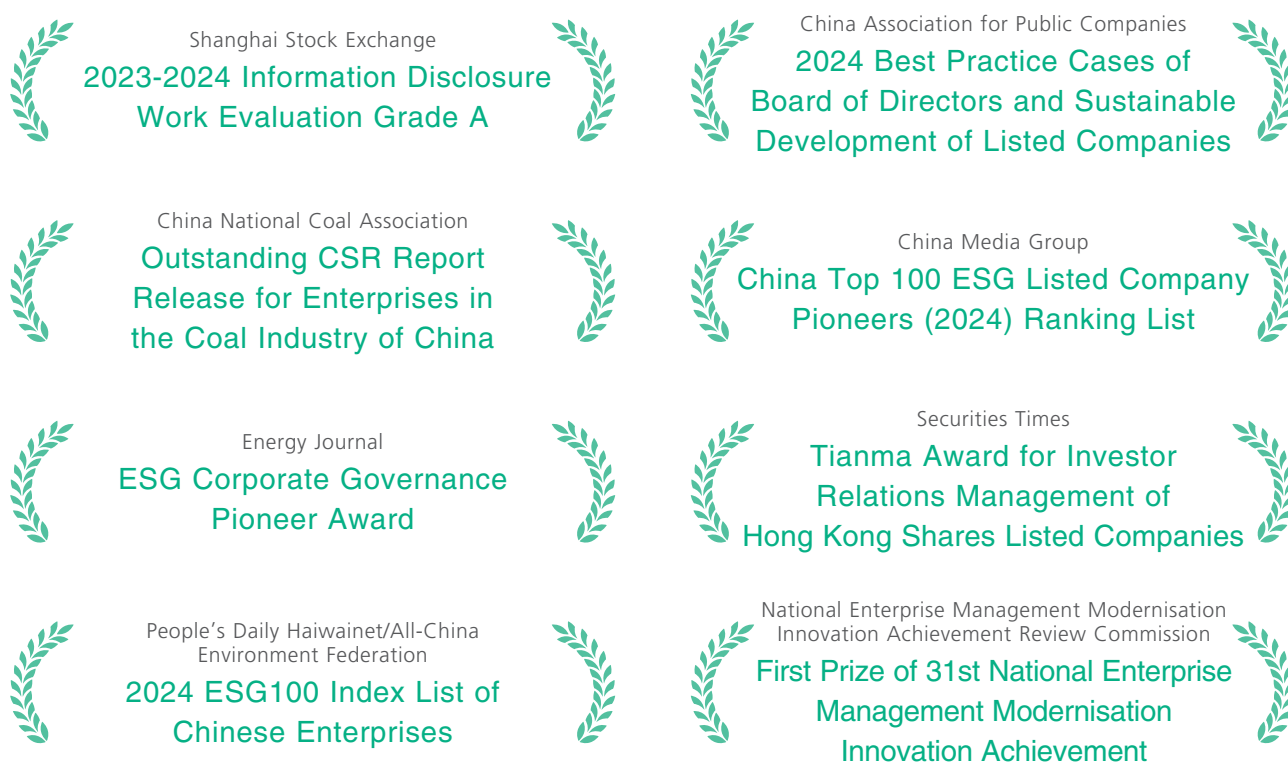 Shanghai Stock Exchange
2023-2024 Information Disclosure
Work Evaluation Grade A
China Association for Public Companies
2024 Best Practice Cases of
Board of Directors and Sustainable
Development of Listed Companies
China National Coal Association
Outstanding CSR Report
Release for Enterprises in
the Coal Industry of China
China Media Group
China Top 100 ESG Listed Company
Pioneers (2024) Ranking List
Energy Journal
ESG Corporate Governance
Pioneer Award
Securities Times
Tianma Award for Investor
Relations Management of
Hong Kong Shares Listed Companies
People’s Daily Haiwainet/All-China
Environment Federation
2024 ESG100 Index List of
Chinese Enterprises
National Enterprise Management Modernisation
Innovation Achievement Review Commission
First Prize of 31st National Enterprise
Management Modernisation
Innovation Achievement